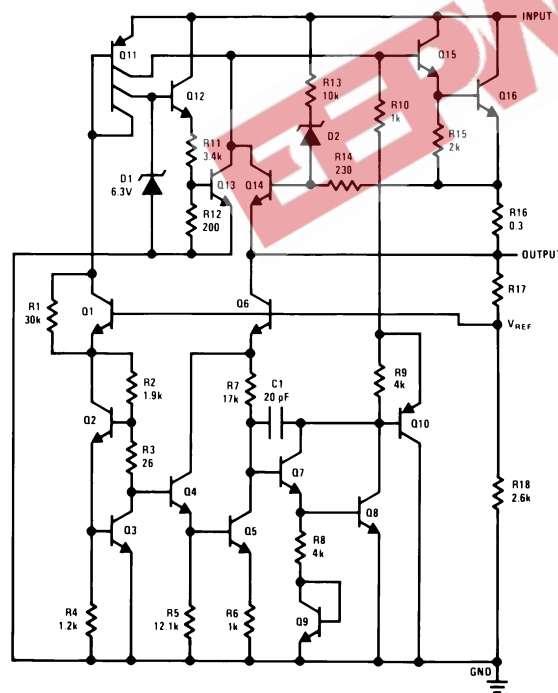 INPUT
Q11
Q15
Q12
R13
10k
R10
1k
Q16
R11
3.4k
D2
R15
2k
D1
6.3V
Q13
Q14
R14
230
R12
200
R16
0.3
OUTPUT
R1
30k
Q1
Q6
R17
VREF
R2
1.9k
R7
17k
C1
20 pF
R9
4k
Q10
Q2
R3
26
Q4
Q7
R18
2.6k
Q3
Q5
Q8
R8
4k
R4
1.2k
R5
12.1k
R6
1k
Q9
GND